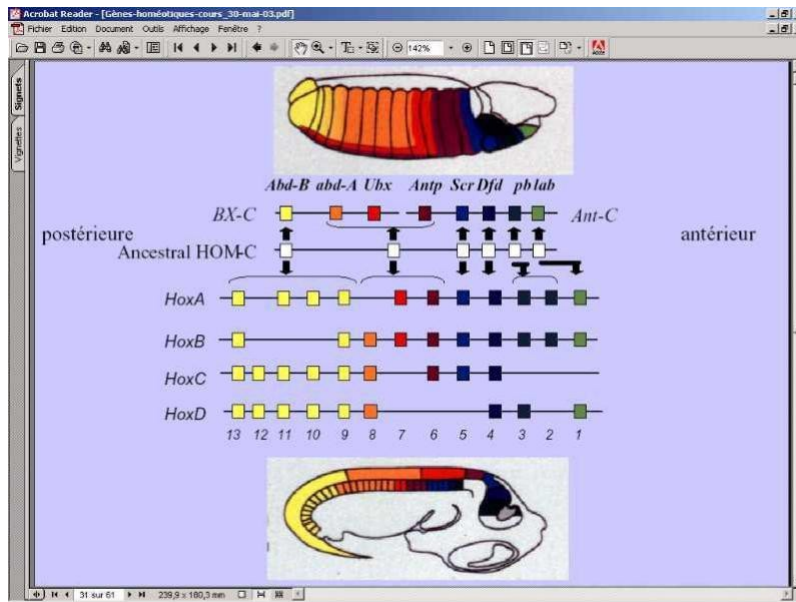 Acrobat Reader - [Gènes-homéotiques-cours_30-mai-03.pdf]
Fichier Edition Document Outils Affichage Fenêtre ?
142%
Signets
Vignettes
Abd-B abd-A Ubx Antp Scr Dfd pb lab
BX-C Ant-C
postérieure antérieur
Ancestral HOM-C
HoxA
HoxB
HoxC
HoxD
13 12 11 10 9 8 7 6 5 4 3 2 1
31 sur 61 239,9 x 180,3 mm